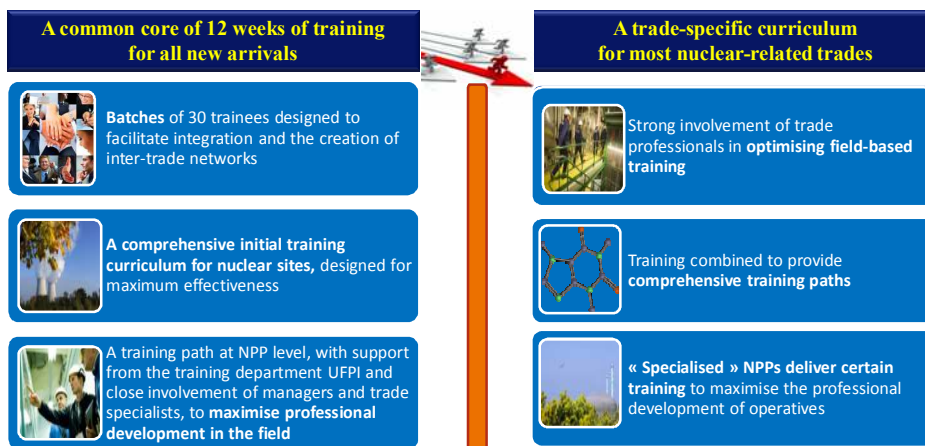 A common core of 12 weeks of training
for all new arrivals
Batches of 30 trainees designed to
facilitate integration and the creation of
inter-trade networks
A comprehensive initial training
curriculum for nuclear sites, designed for
maximum effectiveness
A training path at NPP level, with support
from the training department UFPI and
close involvement of managers and trade
specialists, to maximise professional
development in the field
A trade-specific curriculum
for most nuclear-related trades
Strong involvement of trade
professionals in optimising field-based
training
Training combined to provide
comprehensive training paths
« Specialised » NPPs deliver certain
training to maximise the professional
development of operatives